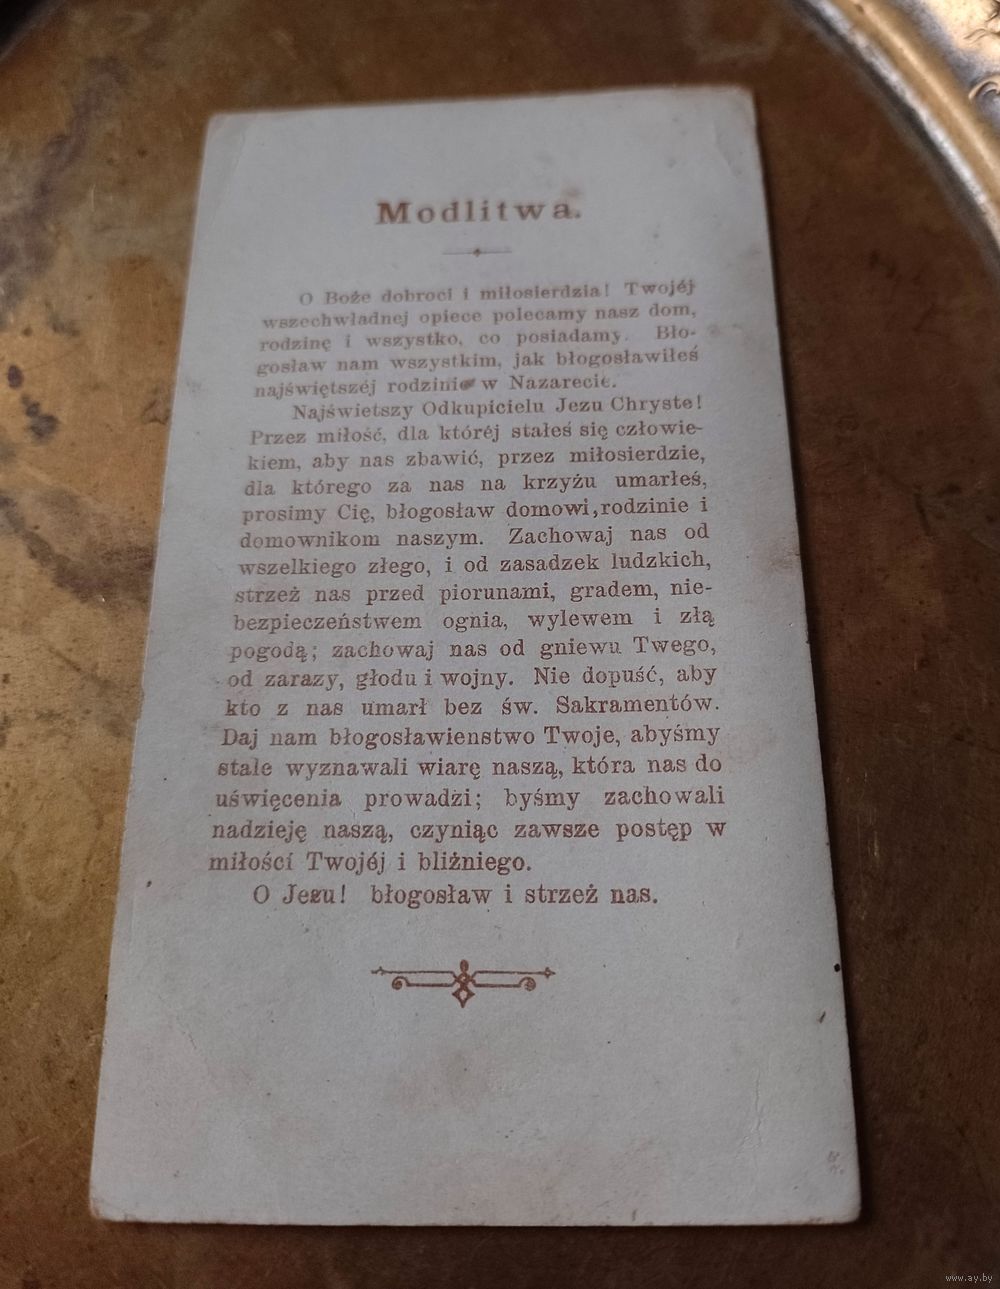 Modlitwa.
O Boże dobroci i miłosierdzia! Twojéj
wszechwładnej opiece polecamy nasz dom,
rodzinę i wszystko, co posiadamy. Bło-
gosław nam wszystkim, jak błogosławiłeś
najświętszéj rodzinie w Nazarecie.
Najświetszy Odkupicielu Jezu Chryste!
Przez miłość, dla któréj stałeś się człowie-
kiem, aby nas zbawić, przez miłosierdzie,
dla którego za nas na krzyżu umarłeś,
prosimy Cię, błogosław domowi, rodzinie i
domownikom naszym. Zachowaj nas od
wszelkiego złego, i od zasadzek ludzkich,
strzeż nas przed piorunami, gradem, nie-
bezpieczeństwem ognia, wylewem i złą
pogodą; zachowaj nas od gniewu Twego,
od zarazy, głodu i wojny. Nie dopuść, aby
kto z nas umarł bez św. Sakramentów.
Daj nam błogosławienstwo Twoje, abyśmy
stale wyznawali wiarę naszą, która nas do
uświęcenia prowadzi; byśmy zachowali
nadzieję naszą, czyniąc zawsze postęp w
miłości Twojéj i bliźniego.
O Jezu! błogosław i strzeż nas.
www.ay.by